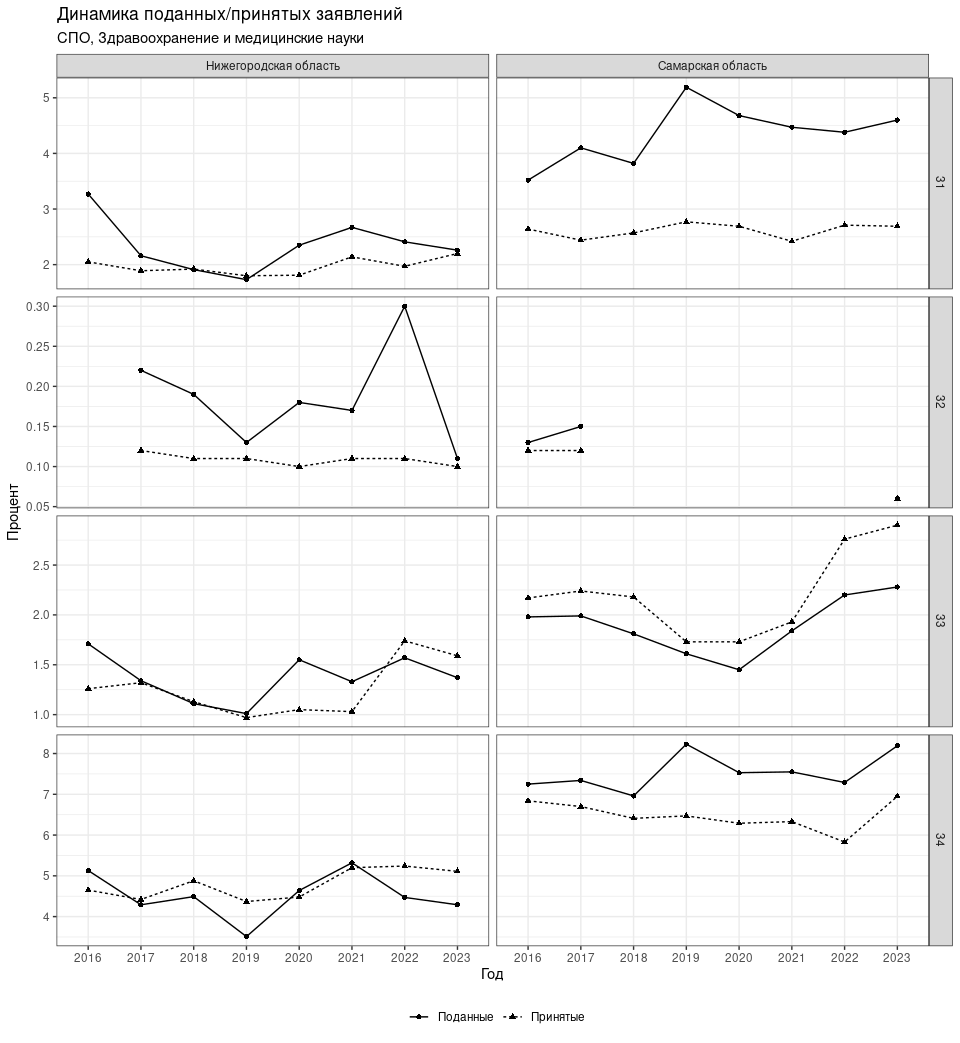 Динамика поданных/принятых заявлений
СПО, Здравоохранение и медицинские науки
Нижегородская область
Самарская область
5
4
3
2
31
0.30
0.25
0.20
0.15
0.10
0.05
32
Процент
2.5
2.0
1.5
1.0
33
8
7
6
5
4
34
2016 2017 2018 2019 2020 2021 2022 2023
2016 2017 2018 2019 2020 2021 2022 2023
Год
Поданные Принятые